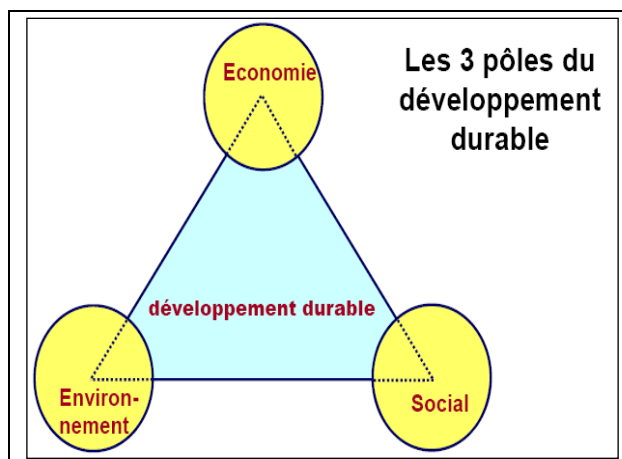 Economie
Les 3 pôles du
développement
durable
développement durable
Environ-
nement
Social